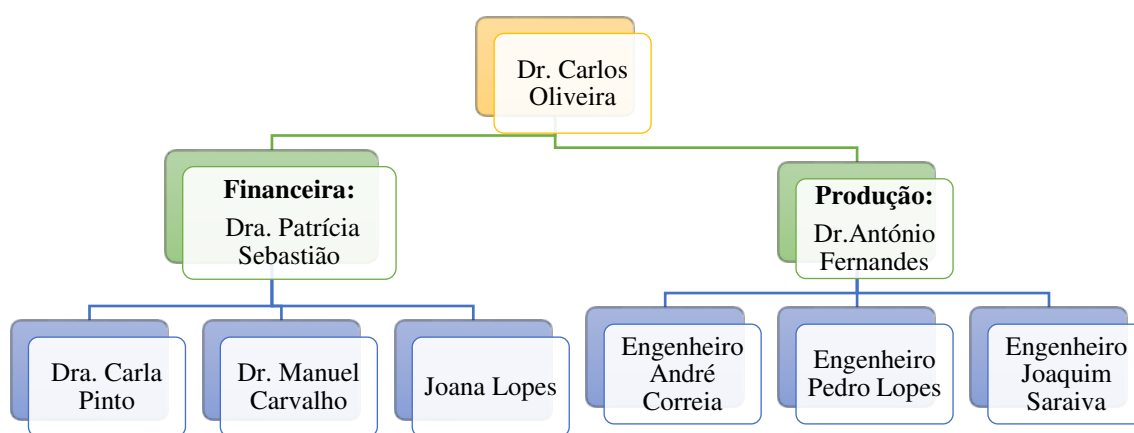 Dr. Carlos
Oliveira
Financeira:
Dra. Patrícia
Sebastião
Produção:
Dr.António
Fernandes
Dra. Carla
Pinto
Dr. Manuel
Carvalho
Joana Lopes
Engenheiro
André
Correia
Engenheiro
Pedro Lopes
Engenheiro
Joaquim
Saraiva